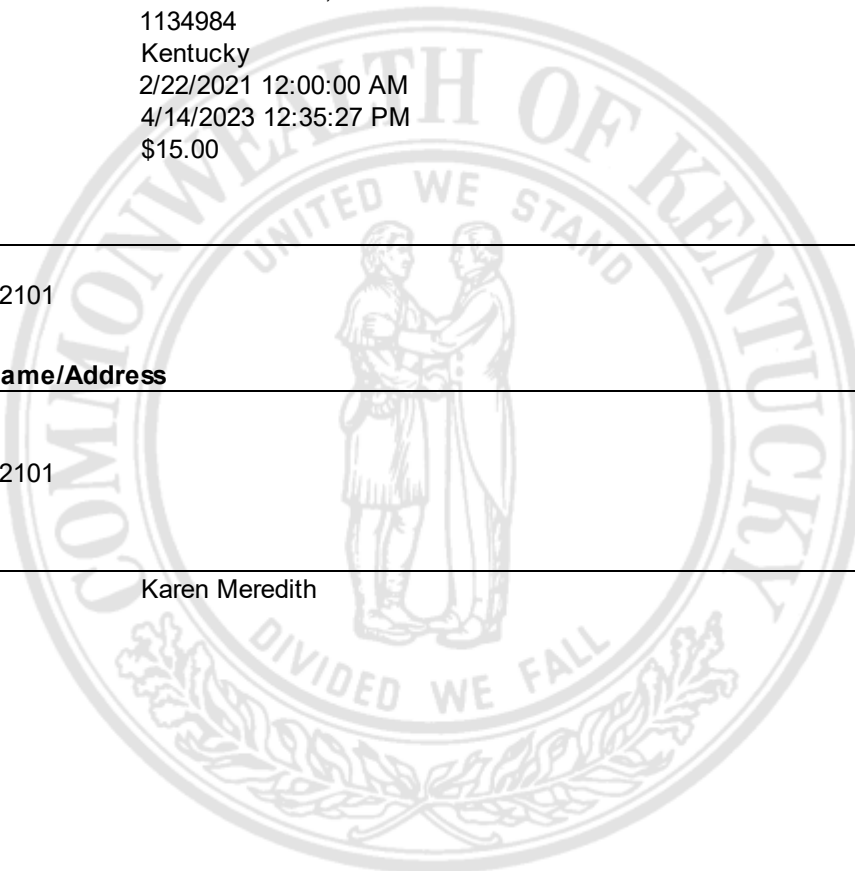 1134984
Kentucky
2/22/2021 12:00:00 AM
4/14/2023 12:35:27 PM
$15.00
2101
ame/Address
2101
Karen Meredith
COMMONWEALTH OF KENTUCKY
UNITED WE STAND
DIVIDED WE FALL